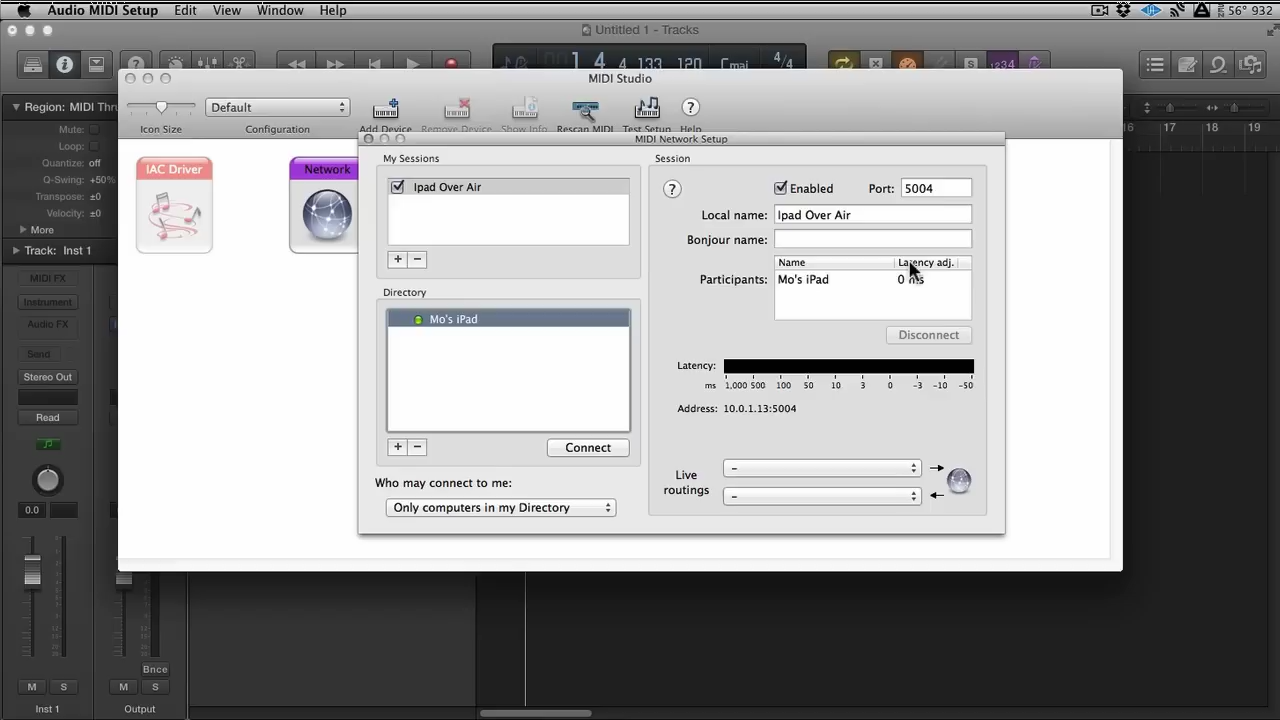 Audio MIDI Setup Edit View Window Help 56° 932
Untitled 1 - Tracks
1 4 4 133 120 Cmaj 4/4
1234
MIDI Studio
Region: MIDI Thru
Mute:
Loop:
Quantize: off
Q-Swing: +50%
Transpose: ±0
Velocity: ±0
More
Track: Inst 1
MIDI FX
Instrument
Audio FX
Send
Stereo Out
Read
0.0
Bnce
M S M S
Inst 1 Output
16 17 18 19
Default
Icon Size Configuration Add Device Remove Device Show Info Rescan MIDI Test Setup Help
IAC Driver
Network
MIDI Network Setup
My Sessions
Ipad Over Air
+ −
Directory
Mo's iPad
+ − Connect
Who may connect to me:
Only computers in my Directory
Session
? Enabled Port: 5004
Local name: Ipad Over Air
Bonjour name:
Name Latency adj.
Participants: Mo's iPad 0 ms
Disconnect
Latency:
ms 1,000 500 100 50 10 3 0 −3 −10 −50
Address: 10.0.1.13:5004
Live
routings
–
–